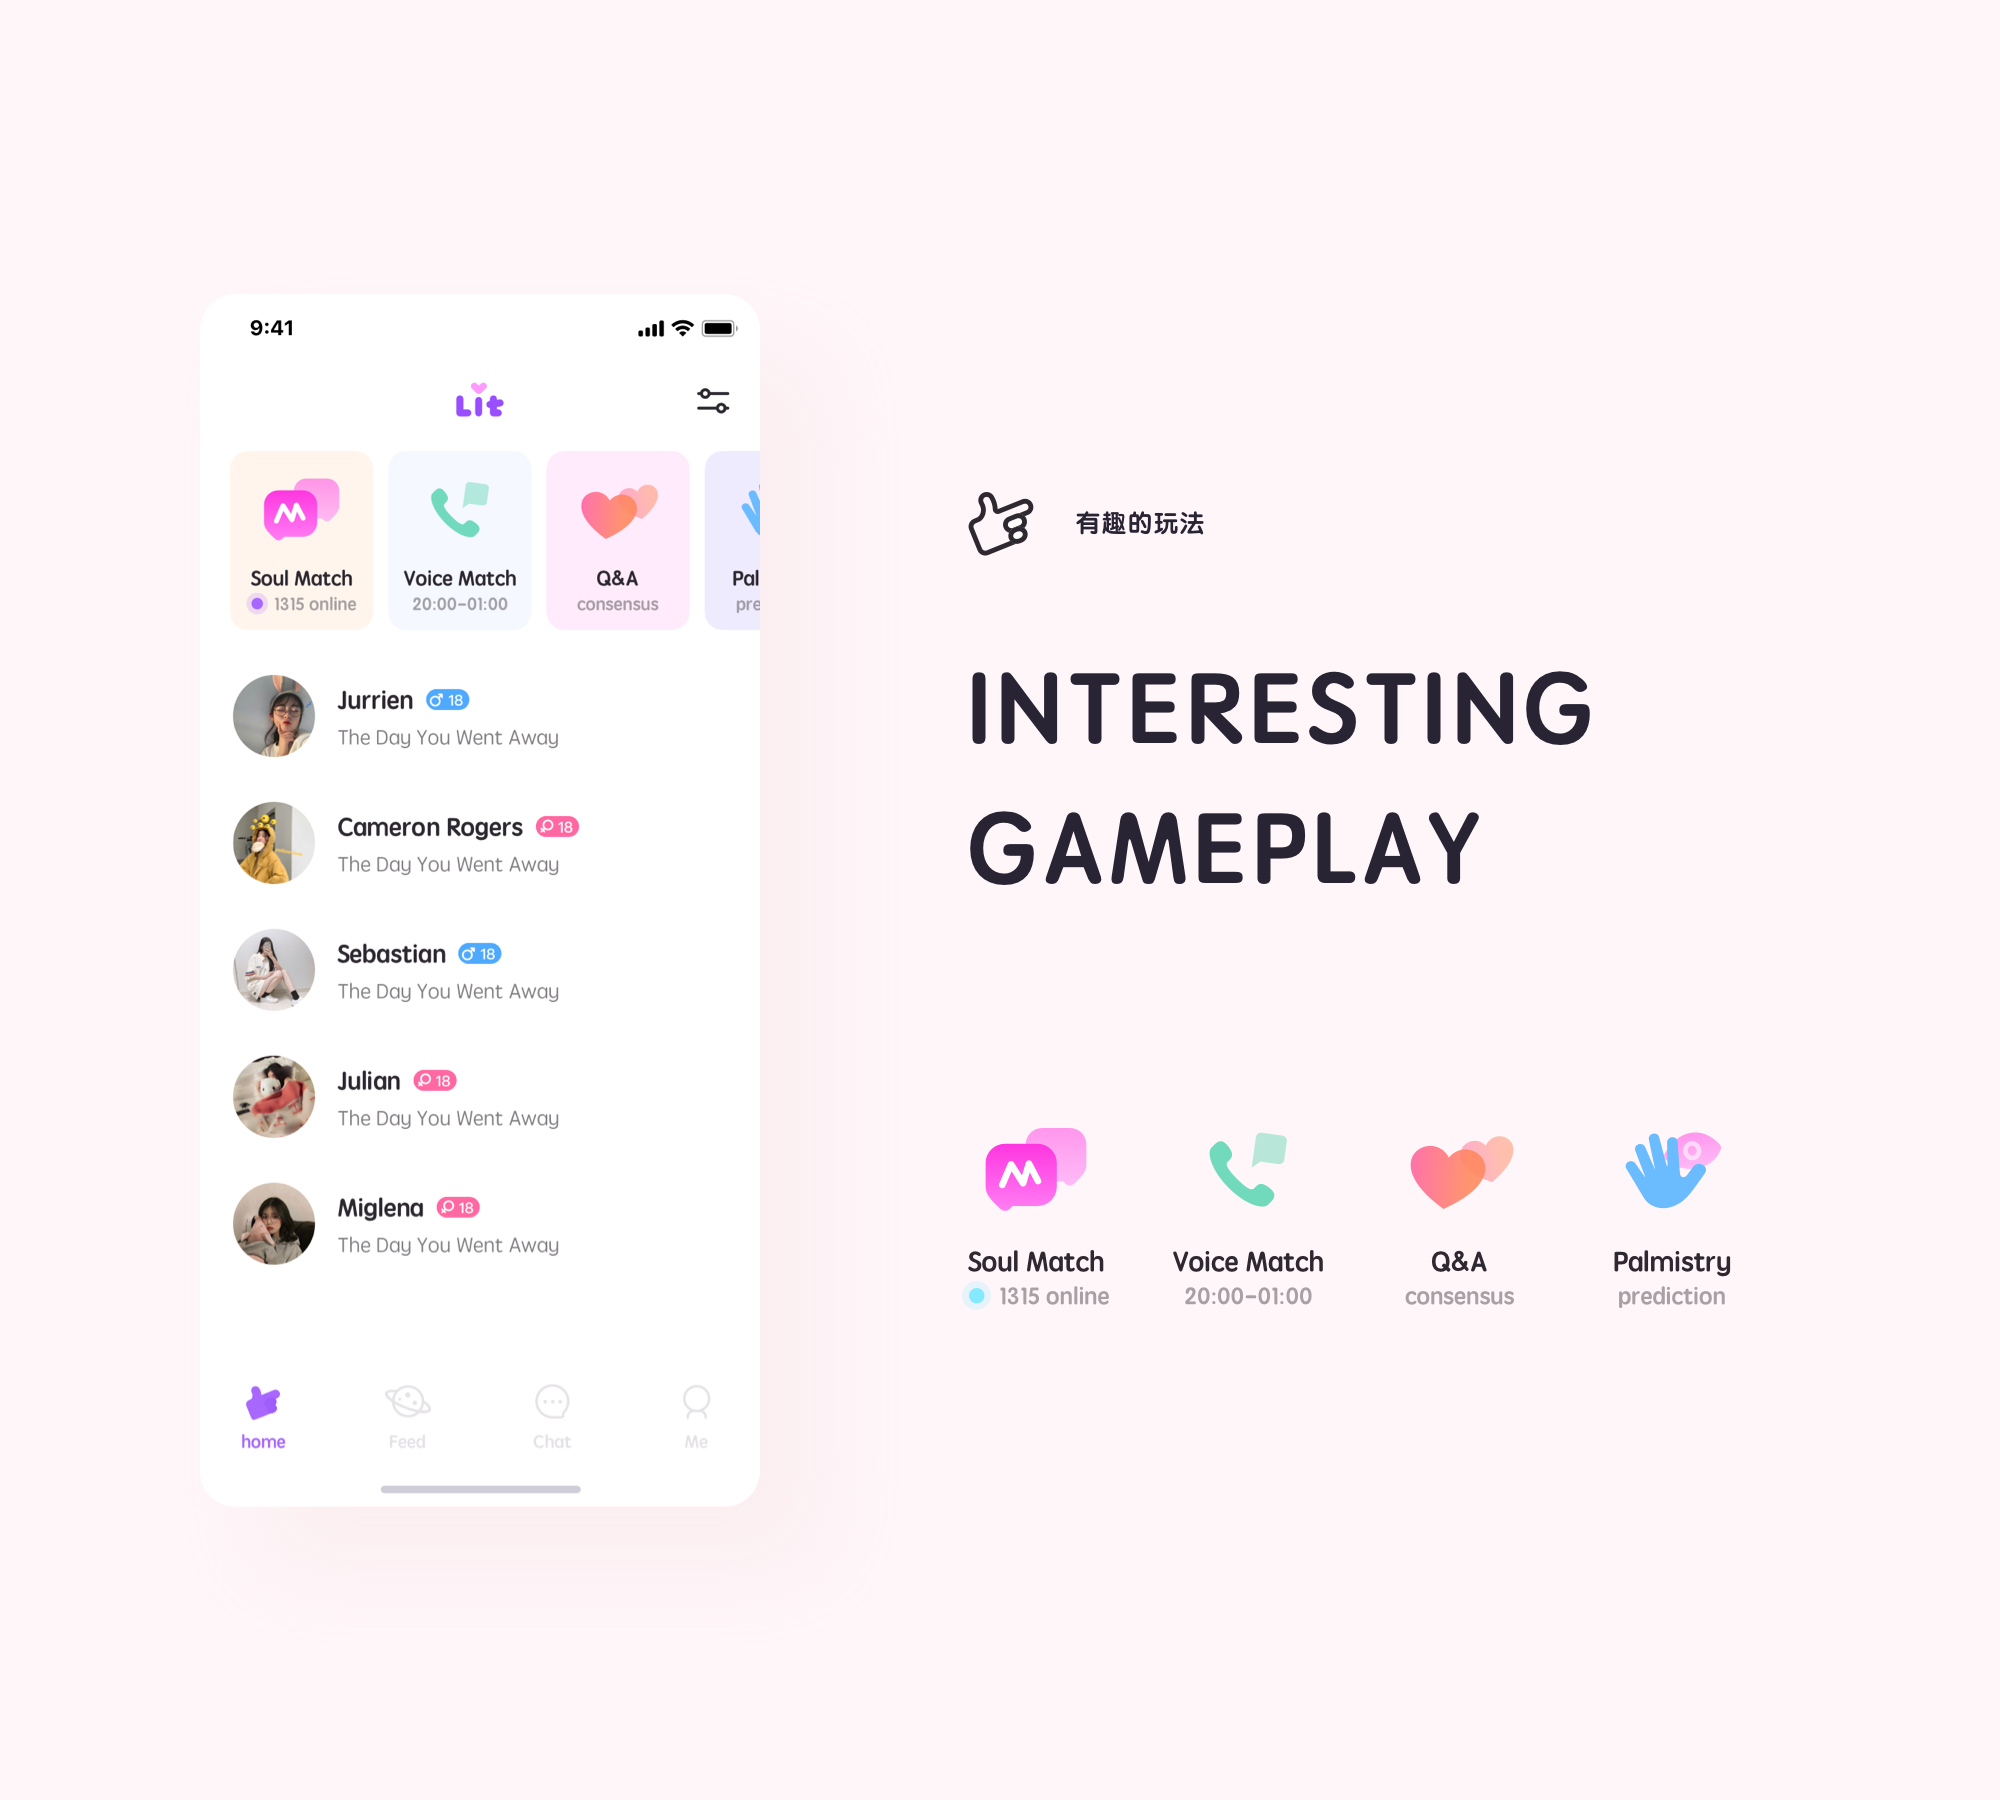 9:41
Lit
Soul Match
1315 online
Voice Match
20:00-01:00
Q&A
consensus
Pal
pre
Jurrien 18
The Day You Went Away
Cameron Rogers 18
The Day You Went Away
Sebastian 18
The Day You Went Away
Julian 18
The Day You Went Away
Miglena 18
The Day You Went Away
home
Feed
Chat
Me
有趣的玩法
INTERESTING
GAMEPLAY
Soul Match
1315 online
Voice Match
20:00-01:00
Q&A
consensus
Palmistry
prediction